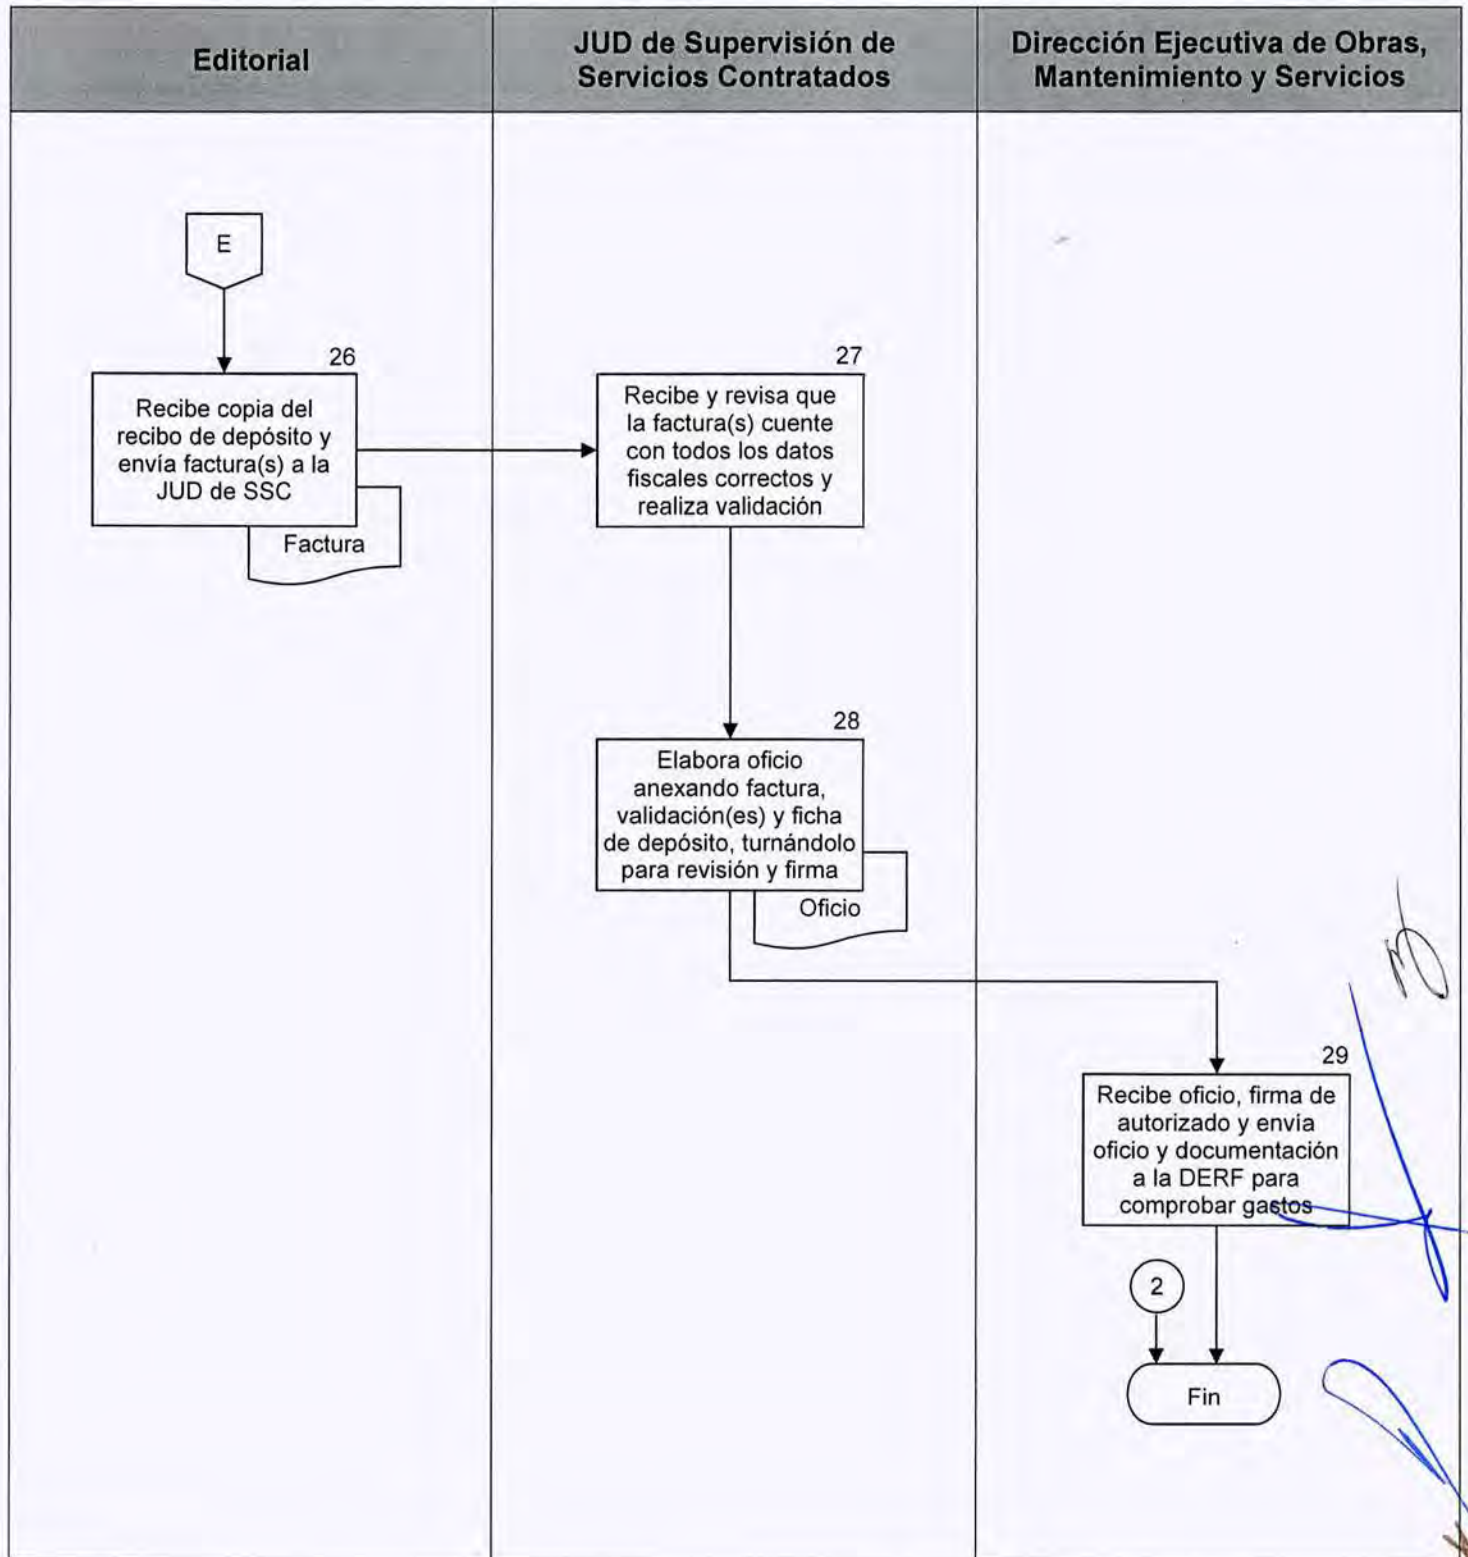 Editorial
JUD de Supervisión de
Servicios Contratados
Dirección Ejecutiva de Obras,
Mantenimiento y Servicios
E
26
Recibe copia del
recibo de depósito y
envía factura(s) a la
JUD de SSC
Factura
27
Recibe y revisa que
la factura(s) cuente
con todos los datos
fiscales correctos y
realiza validación
28
Elabora oficio
anexando factura,
validación(es) y ficha
de depósito, turnándolo
para revisión y firma
Oficio
29
Recibe oficio, firma de
autorizado y envía
oficio y documentación
a la DERF para
comprobar gastos
2
Fin